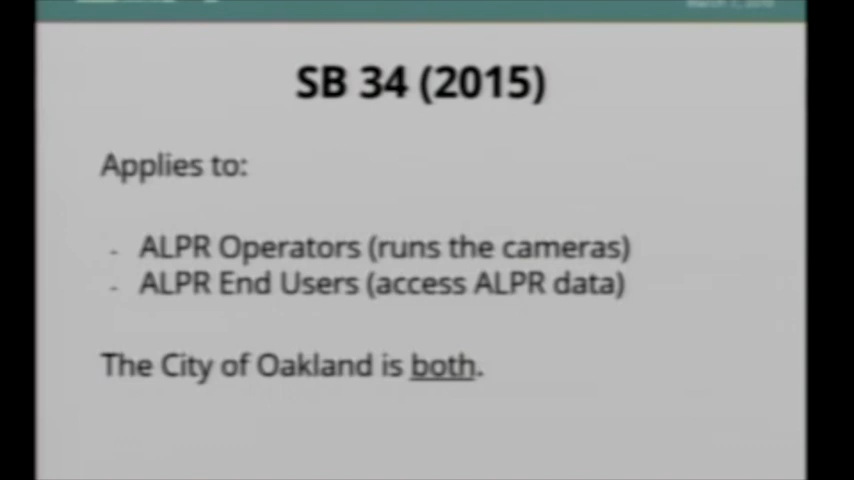 SB 34 (2015)
Applies to:
- ALPR Operators (runs the cameras)
- ALPR End Users (access ALPR data)
The City of Oakland is both.